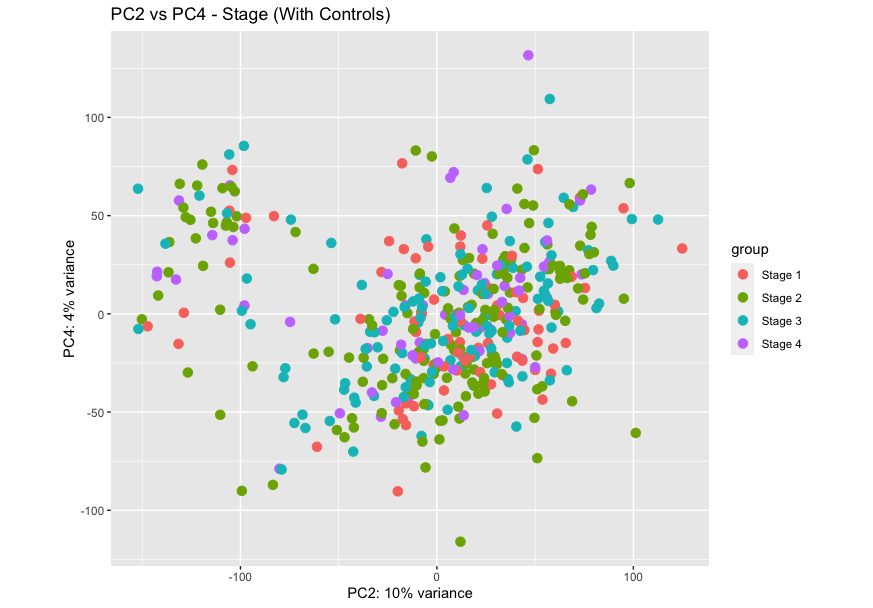 PC2 vs PC4 - Stage (With Controls)
100
50
0
-50
-100
PC4: 4% variance
-100
0
100
PC2: 10% variance
group
Stage 1
Stage 2
Stage 3
Stage 4